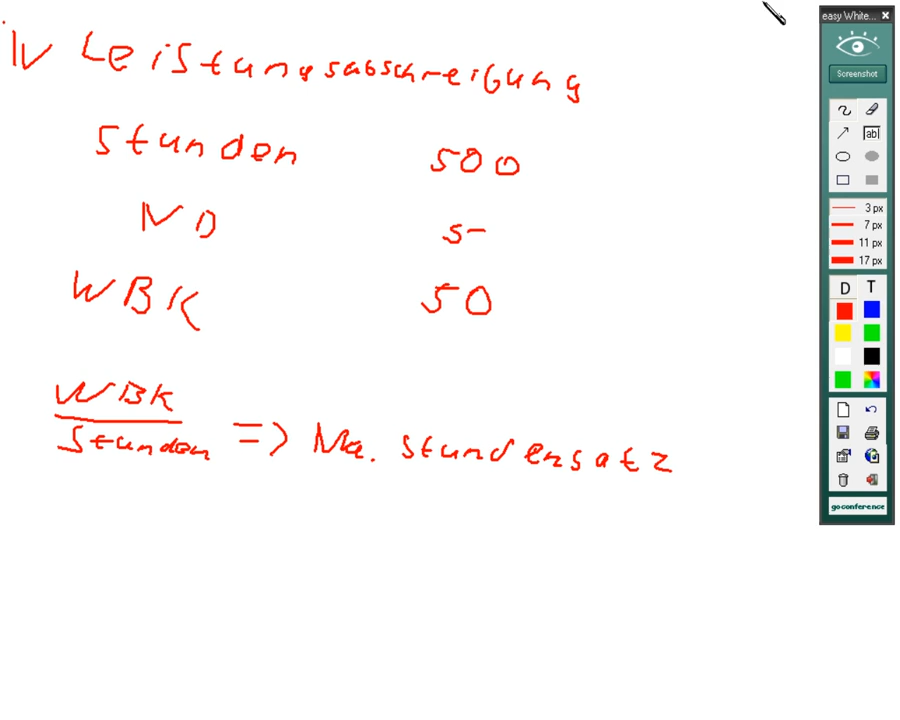 IV Leistungsabschreibung
Stunden 500
ND 5-
WBK 50
WBK
Stunden => Ma. stundensatz
easy White...
Screenshot
ab
3 px
7 px
11 px
17 px
D T
goconference